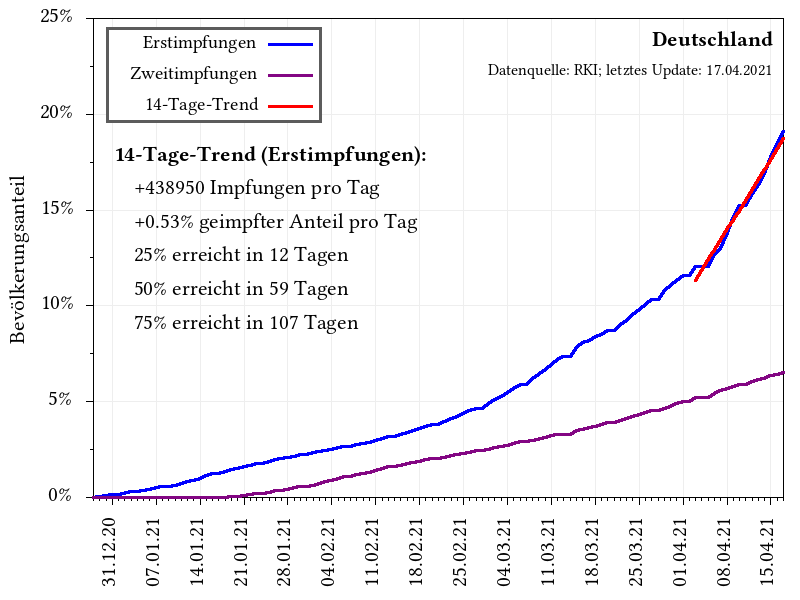 25%
20%
15%
10%
5%
0%
Bevölkerungsanteil
Erstimpfungen
Zweitimpfungen
14-Tage-Trend
Deutschland
Datenquelle: RKI; letztes Update: 17.04.2021
14-Tage-Trend (Erstimpfungen):
+438950 Impfungen pro Tag
+0.53% geimpfter Anteil pro Tag
25% erreicht in 12 Tagen
50% erreicht in 59 Tagen
75% erreicht in 107 Tagen
31.12.20
07.01.21
14.01.21
21.01.21
28.01.21
04.02.21
11.02.21
18.02.21
25.02.21
04.03.21
11.03.21
18.03.21
25.03.21
01.04.21
08.04.21
15.04.21